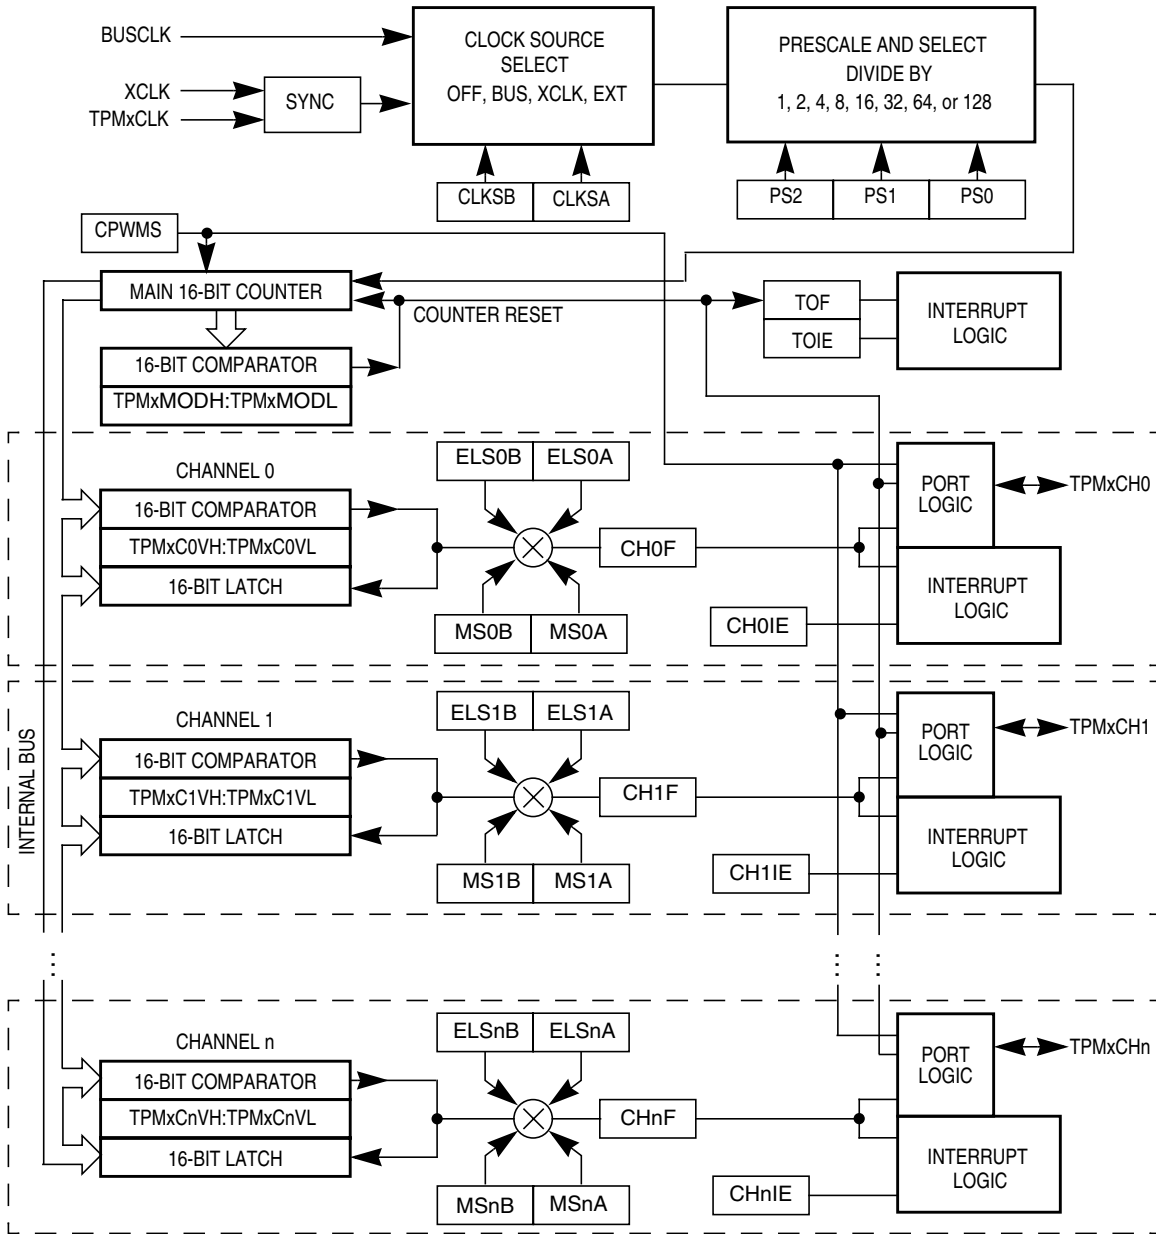 BUSCLK
XCLK
TPMxCLK
SYNC
CLOCK SOURCE
SELECT
OFF, BUS, XCLK, EXT
PRESCALE AND SELECT
DIVIDE BY
1, 2, 4, 8, 16, 32, 64, or 128
CLKSB
CLKSA
PS2
PS1
PS0
CPWMS
MAIN 16-BIT COUNTER
COUNTER RESET
16-BIT COMPARATOR
TPMxMODH:TPMxMODL
TOF
TOIE
INTERRUPT
LOGIC
INTERNAL BUS
CHANNEL 0
16-BIT COMPARATOR
TPMxC0VH:TPMxC0VL
16-BIT LATCH
ELS0B
ELS0A
MS0B
MS0A
CH0F
CH0IE
PORT
LOGIC
INTERRUPT
LOGIC
TPMxCH0
CHANNEL 1
16-BIT COMPARATOR
TPMxC1VH:TPMxC1VL
16-BIT LATCH
ELS1B
ELS1A
MS1B
MS1A
CH1F
CH1IE
PORT
LOGIC
INTERRUPT
LOGIC
TPMxCH1
CHANNEL n
16-BIT COMPARATOR
TPMxCnVH:TPMxCnVL
16-BIT LATCH
ELSnB
ELSnA
MSnB
MSnA
CHnF
CHnIE
PORT
LOGIC
INTERRUPT
LOGIC
TPMxCHn